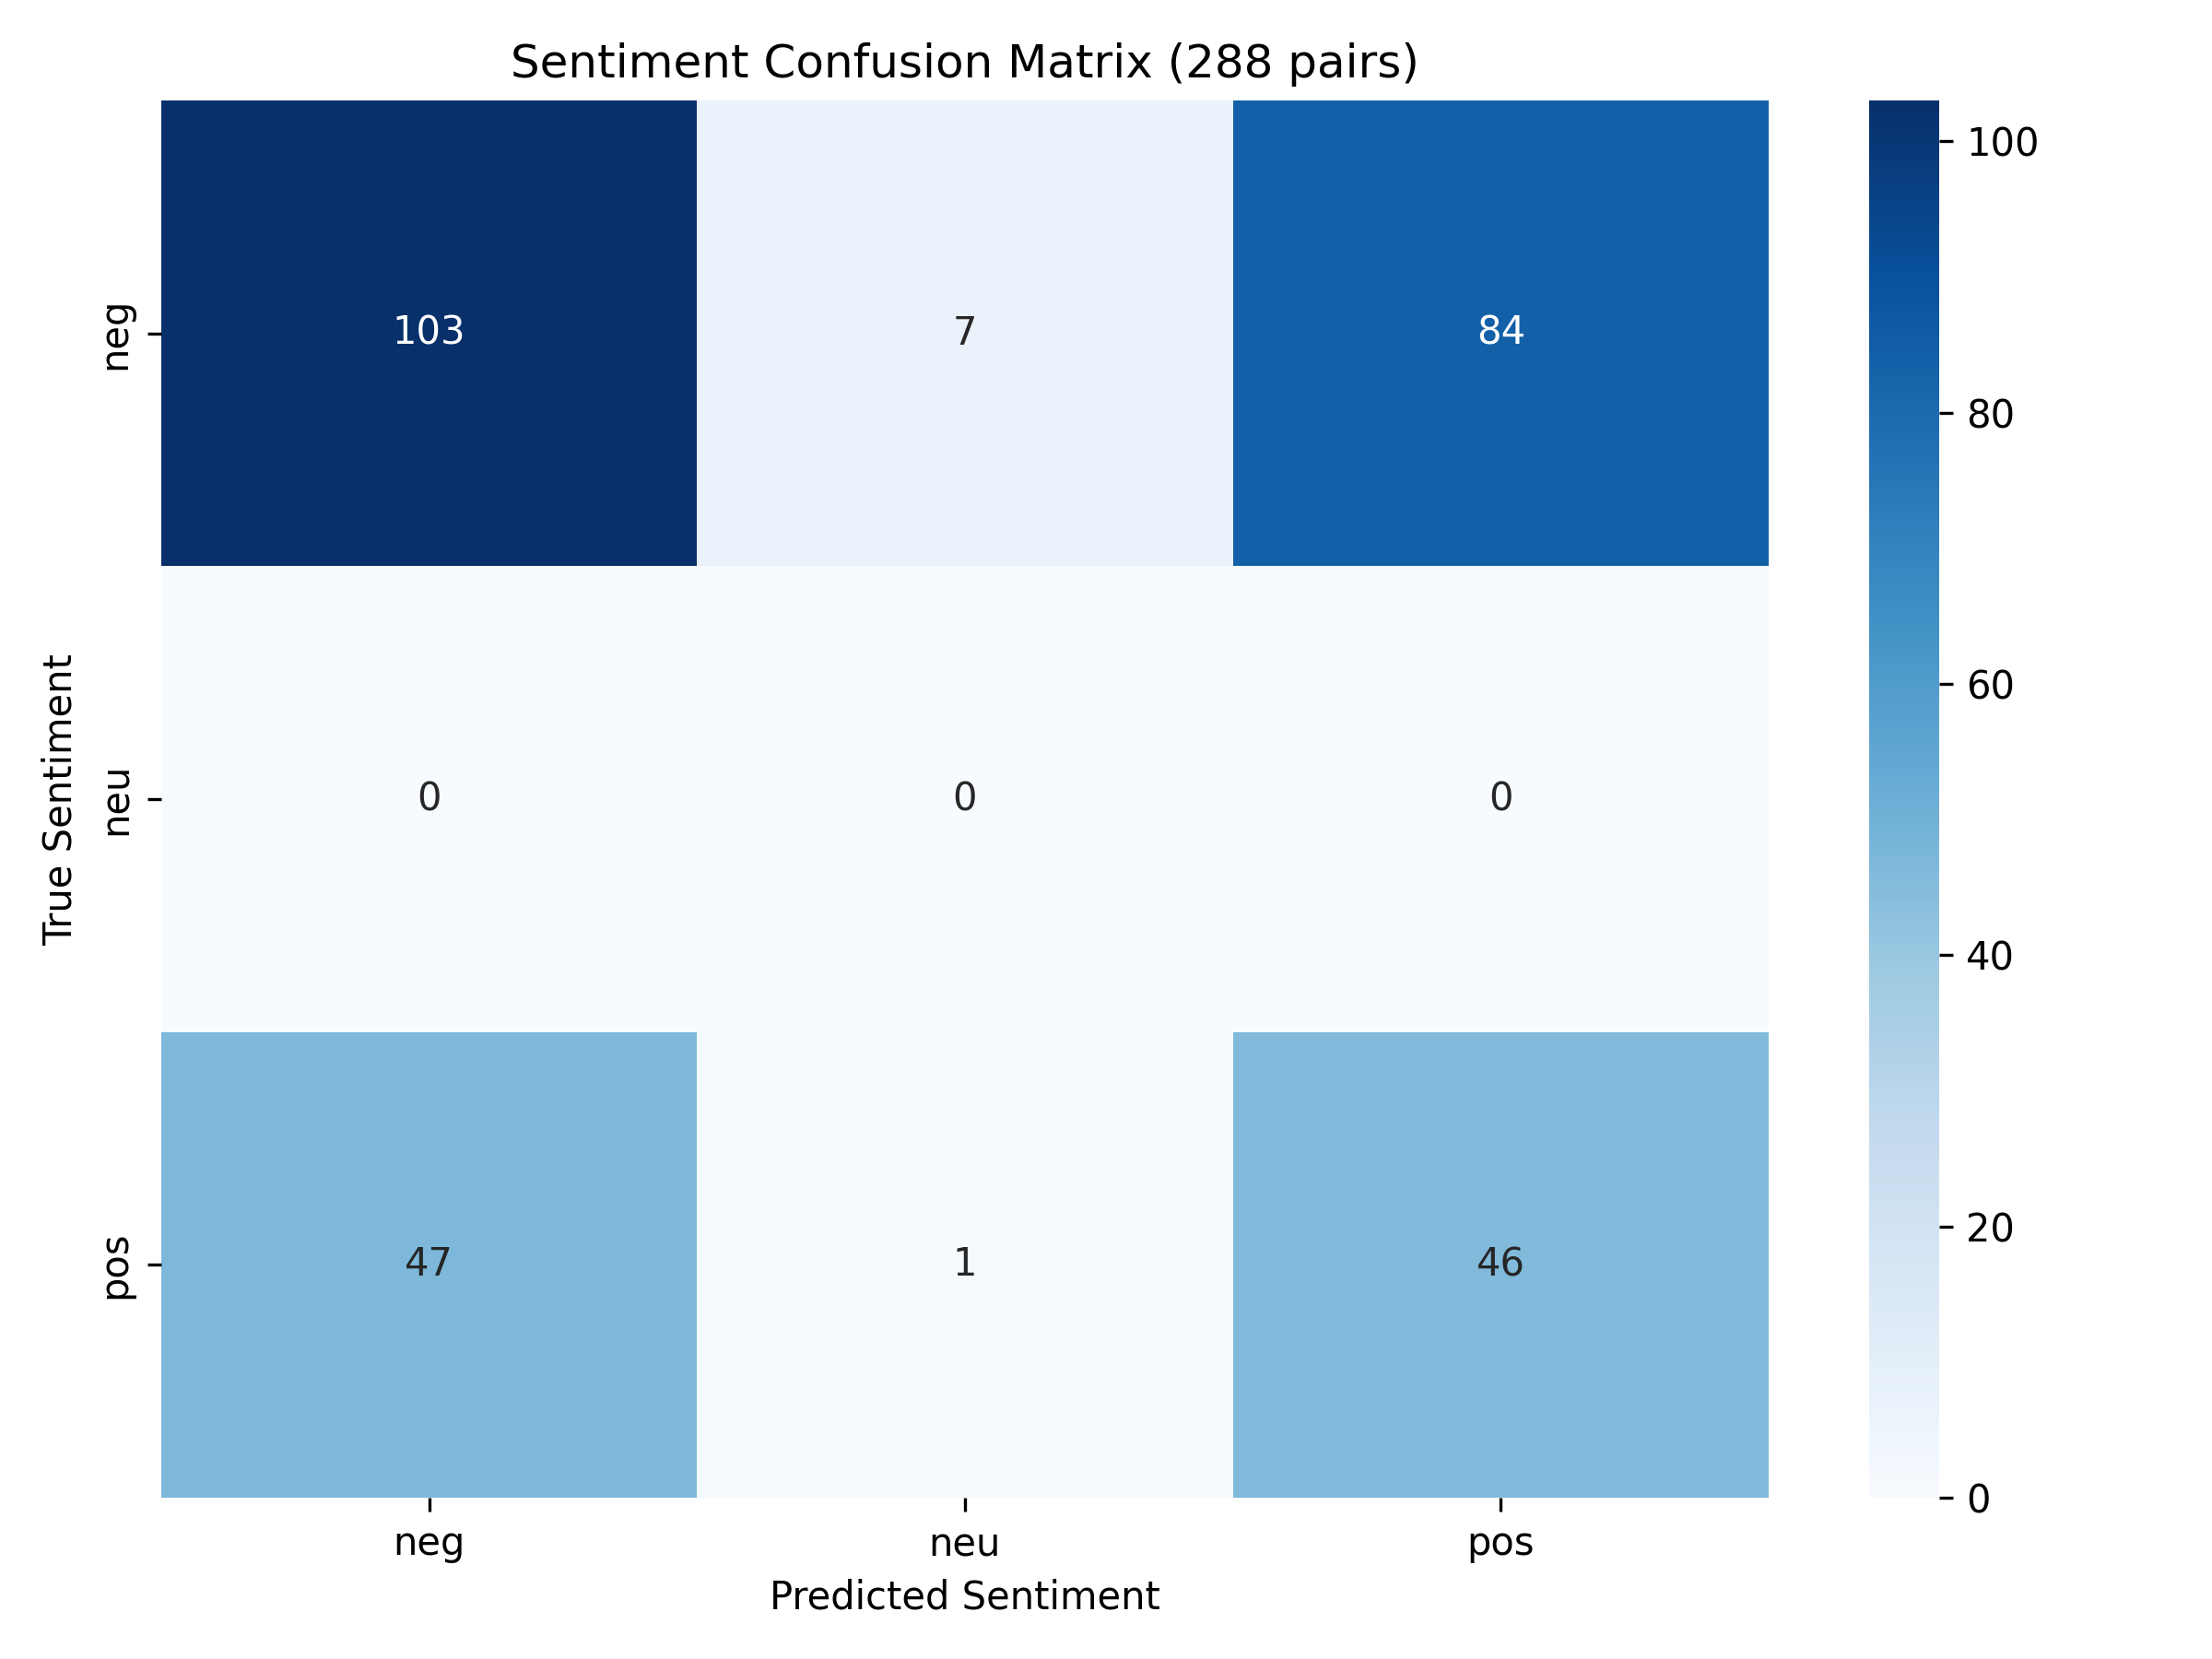 Sentiment Confusion Matrix (288 pairs)
True Sentiment
neg
103
7
84
neu
0
0
0
pos
47
1
46
neg
neu
pos
Predicted Sentiment
100
80
60
40
20
0